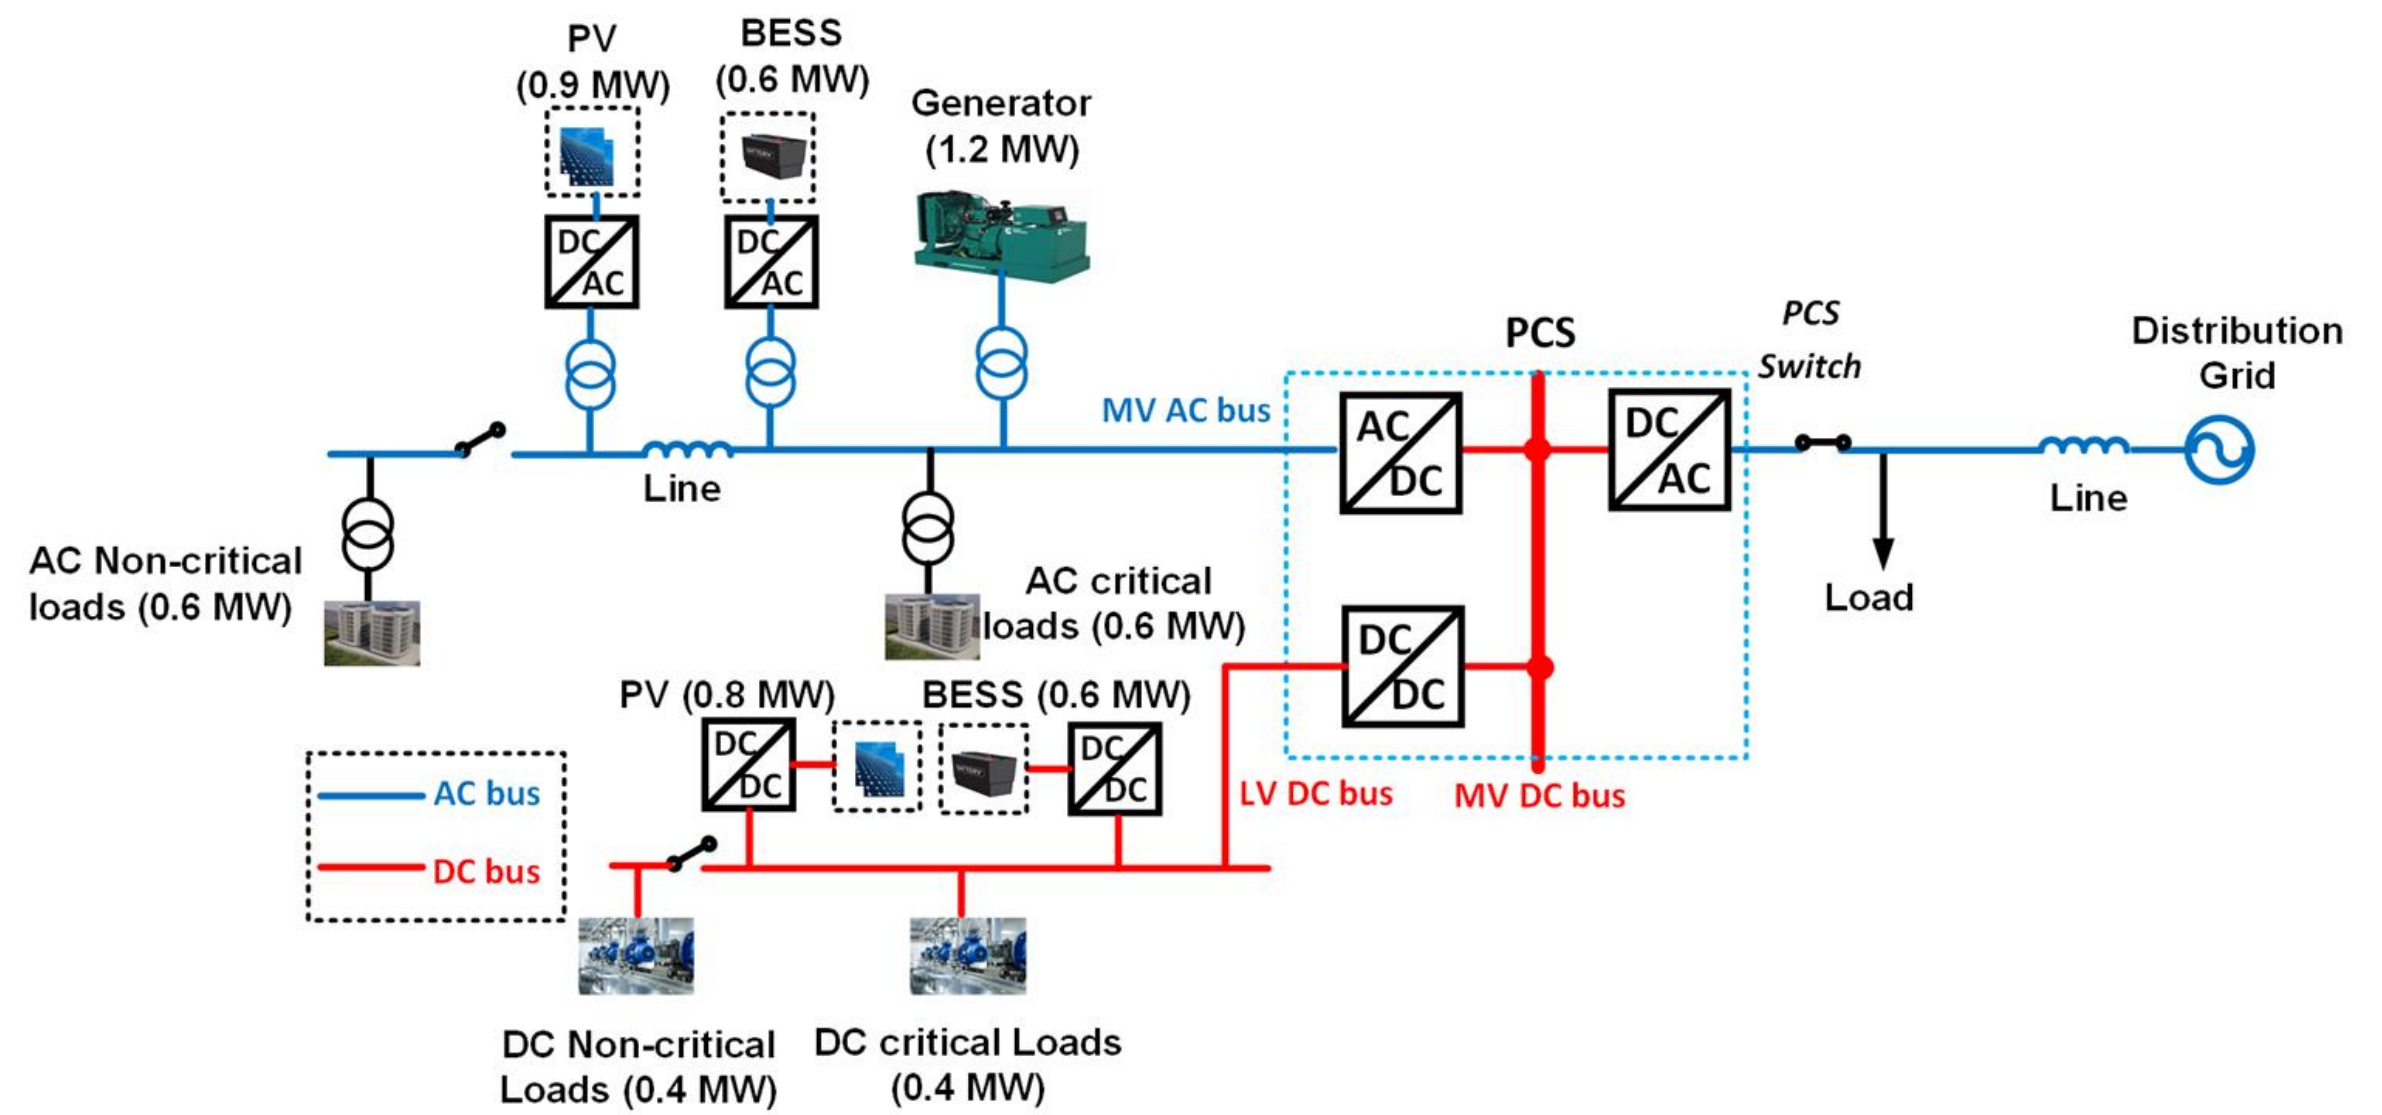 PV
(0.9 MW)
BESS
(0.6 MW)
Generator
(1.2 MW)
DC
AC
DC
AC
PCS
PCS
Switch
Distribution
Grid
MV AC bus
AC
DC
DC
AC
Line
Line
AC Non-critical
loads (0.6 MW)
AC critical
loads (0.6 MW)
Load
DC
DC
PV (0.8 MW)
BESS (0.6 MW)
DC
DC
DC
DC
LV DC bus
MV DC bus
AC bus
DC bus
DC Non-critical
Loads (0.4 MW)
DC critical Loads
(0.4 MW)